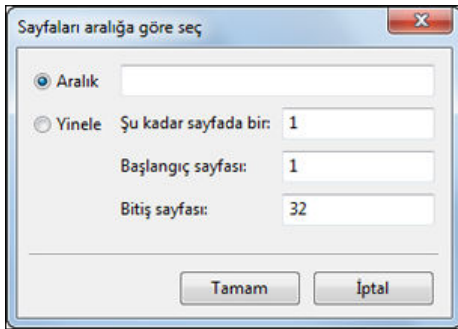 Sayfaları aralığa göre seç
Aralık
Yinele Şu kadar sayfada bir: 1
Başlangıç sayfası: 1
Bitiş sayfası: 32
Tamam İptal